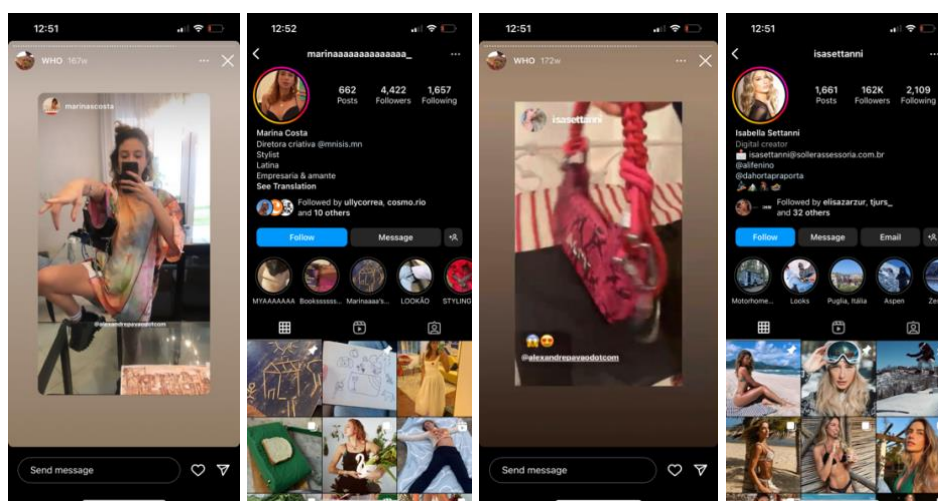 12:51
WHO 167w
marinascosta
@alexandrepavaodotcom
Send message
12:52
marinaaaaaaaaaaaaaaa_
662 4,422 1,657
Posts Followers Following
Marina Costa
Diretora criativa @mnisis.mn
Stylist
Latina
Empresaria & amante
See Translation
Followed by ullycorrea, cosmo.rio
and 10 others
Follow Message
MYAAAAAAA Bookssssss... Marinaaaa's... LOOKÃO STYLING
12:51
WHO 172w
isasettanni
@alexandrepavaodotcom
Send message
12:51
isasettanni
1,661 162K 2,109
Posts Followers Following
Isabella Settanni
Digital creator
isasettanni@sollerassessoria.com.br
@alifenino
@dahortapraporta
Followed by elisazarzur, tjurs_
and 32 others
Follow Message Email
Motorhome... Looks Puglia, Itália Aspen